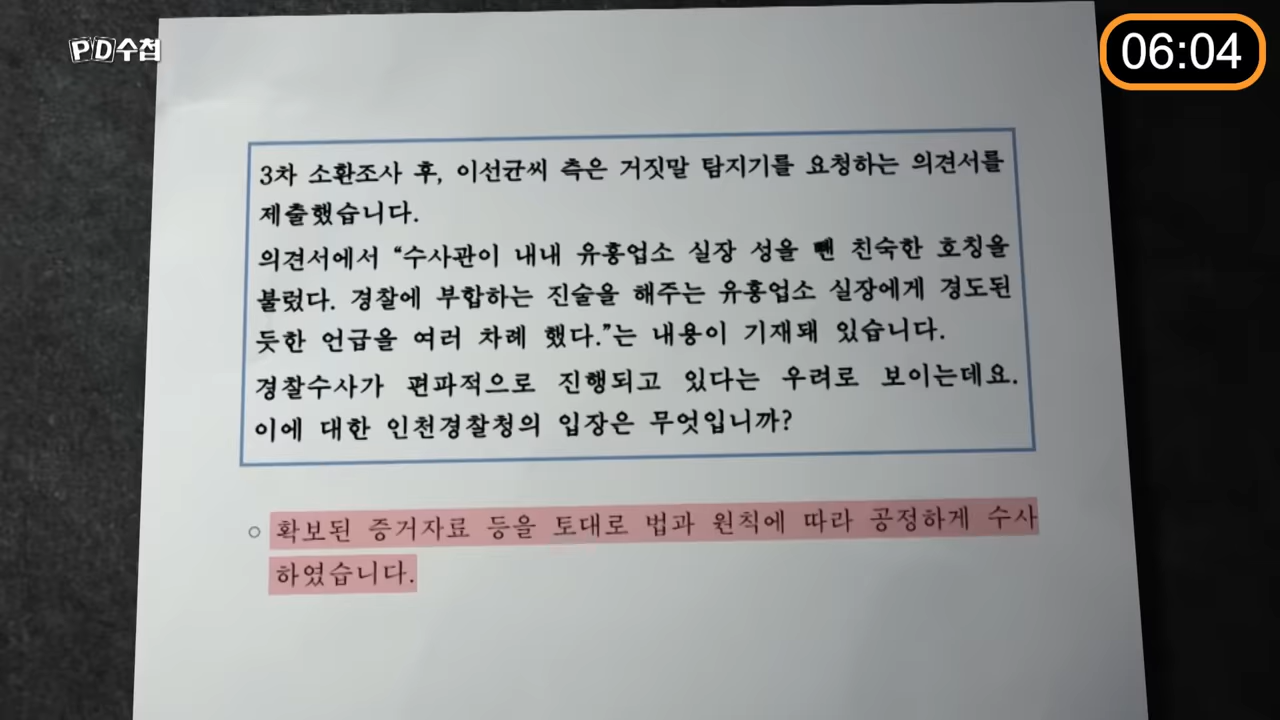 PD수첩
06:04
3차 소환조사 후, 이선균씨 측은 거짓말 탐지기를 요청하는 의견서를
제출했습니다.
의견서에서 “수사관이 내내 유흥업소 실장 성을 뺀 친숙한 호칭을
불렀다. 경찰에 부합하는 진술을 해주는 유흥업소 실장에게 경도된
듯한 언급을 여러 차례 했다.”는 내용이 기재돼 있습니다.
경찰수사가 편파적으로 진행되고 있다는 우려로 보이는데요.
이에 대한 인천경찰청의 입장은 무엇입니까?
○ 확보된 증거자료 등을 토대로 법과 원칙에 따라 공정하게 수사
하였습니다.